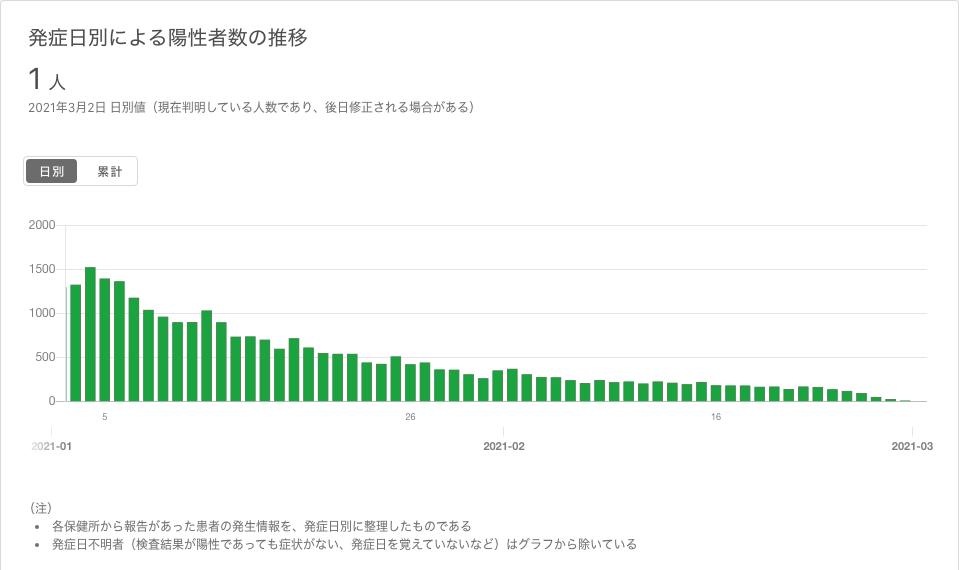 発症日別による陽性者数の推移
1 人
2021年3月2日 日別値（現在判明している人数であり、後日修正される場合がある）
日別 累計
2000
1500
1000
500
0
5 26 16
2021-01 2021-02 2021-03
（注）
• 各保健所から報告があった患者の発生情報を、発症日別に整理したものである
• 発症日不明者（検査結果が陽性であっても症状がない、発症日を覚えていないなど）はグラフから除いている